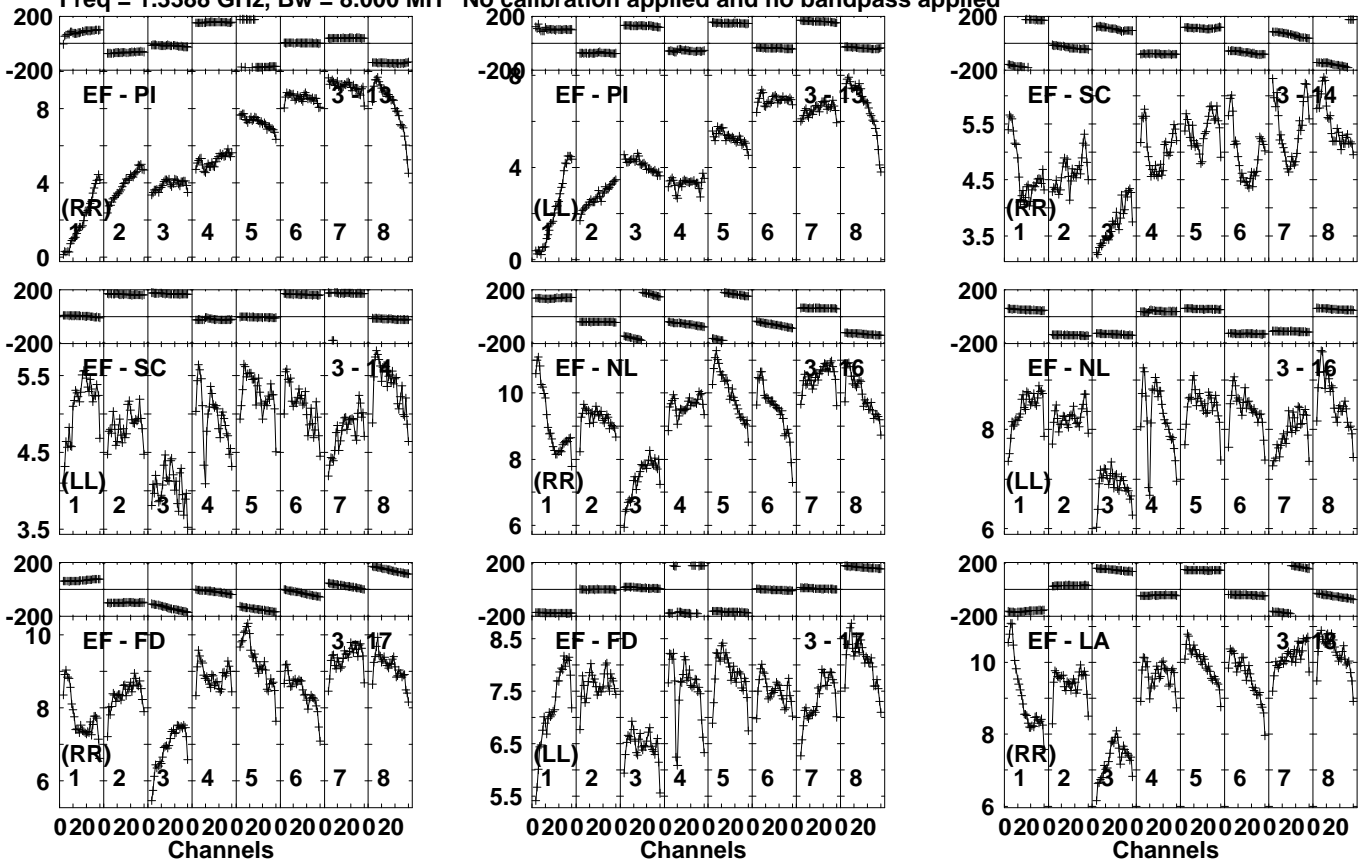 Freq = 1.3388 GHz, Bw = 8.000 MH No calibration applied and no bandpass applied
200
-200
EF - PI 3 - 13
8
4
0
(RR)
1 2 3 4 5 6 7 8
200
-200
EF - PI 3 - 13
8
4
0
(LL)
1 2 3 4 5 6 7 8
200
-200
EF - SC 3 - 14
5.5
4.5
3.5
(RR)
1 2 3 4 5 6 7 8
200
-200
EF - SC 3 - 14
5.5
4.5
3.5
(LL)
1 2 3 4 5 6 7 8
200
-200
EF - NL 3 - 16
10
8
6
(RR)
1 2 3 4 5 6 7 8
200
-200
EF - NL 3 - 16
8
6
(LL)
1 2 3 4 5 6 7 8
200
-200
EF - FD 3 - 17
10
8
6
(RR)
1 2 3 4 5 6 7 8
0 20 0 20 0 20 0 20 0 20 0 20 0 20 0 20
Channels
200
-200
EF - FD 3 - 17
8.5
7.5
6.5
5.5
(LL)
1 2 3 4 5 6 7 8
0 20 0 20 0 20 0 20 0 20 0 20 0 20 0 20
Channels
200
-200
EF - LA 3 - 18
10
8
6
(RR)
1 2 3 4 5 6 7 8
0 20 0 20 0 20 0 20 0 20 0 20 0 20 0 20
Channels